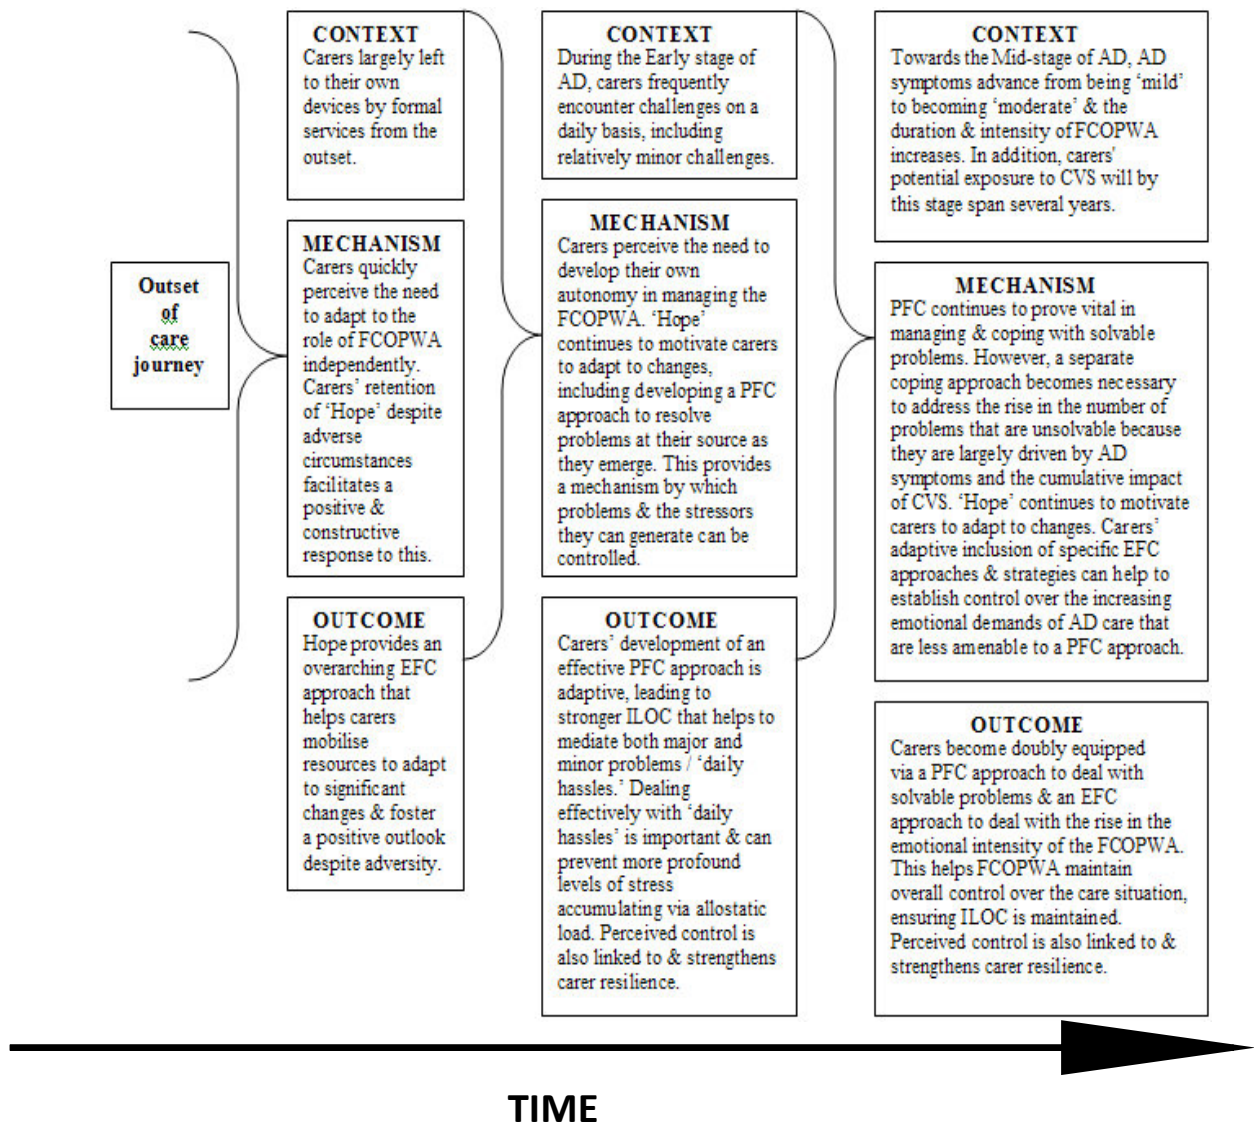 Outset
of
care
journey
CONTEXT
Carers largely left
to their own
devices by formal
services from the
outset.
MECHANISM
Carers quickly
perceive the need
to adapt to the
role of FCOPWA
independently.
Carers’ retention
of ‘Hope’ despite
adverse
circumstances
facilitates a
positive &
constructive
response to this.
OUTCOME
Hope provides an
overarching EFC
approach that
helps carers
mobilise
resources to adapt
to significant
changes & foster
a positive outlook
despite adversity.
CONTEXT
During the Early stage of
AD, carers frequently
encounter challenges on a
daily basis, including
relatively minor challenges.
MECHANISM
Carers perceive the need to
develop their own
autonomy in managing the
FCOPWA. ‘Hope’
continues to motivate carers
to adapt to changes,
including developing a PFC
approach to resolve
problems at their source as
they emerge. This provides
a mechanism by which
problems & the stressors
they can generate can be
controlled.
OUTCOME
Carers’ development of an
effective PFC approach is
adaptive, leading to
stronger ILOC that helps to
mediate both major and
minor problems / ‘daily
hassles.’ Dealing
effectively with ‘daily
hassles’ is important & can
prevent more profound
levels of stress
accumulating via allostatic
load. Perceived control is
also linked to & strengthens
carer resilience.
CONTEXT
Towards the Mid-stage of AD, AD
symptoms advance from being ‘mild’
to becoming ‘moderate’ & the
duration & intensity of FCOPWA
increases. In addition, carers'
potential exposure to CVS will by
this stage span several years.
MECHANISM
PFC continues to prove vital in
managing & coping with solvable
problems. However, a separate
coping approach becomes necessary
to address the rise in the number of
problems that are unsolvable because
they are largely driven by AD
symptoms and the cumulative impact
of CVS. ‘Hope’ continues to motivate
carers to adapt to changes. Carers’
adaptive inclusion of specific EFC
approaches & strategies can help to
establish control over the increasing
emotional demands of AD care that
are less amenable to a PFC approach.
OUTCOME
Carers become doubly equipped
via a PFC approach to deal with
solvable problems & an EFC
approach to deal with the rise in the
emotional intensity of the FCOPWA.
This helps FCOPWA maintain
overall control over the care situation,
ensuring ILOC is maintained.
Perceived control is also linked to &
strengthens carer resilience.
TIME